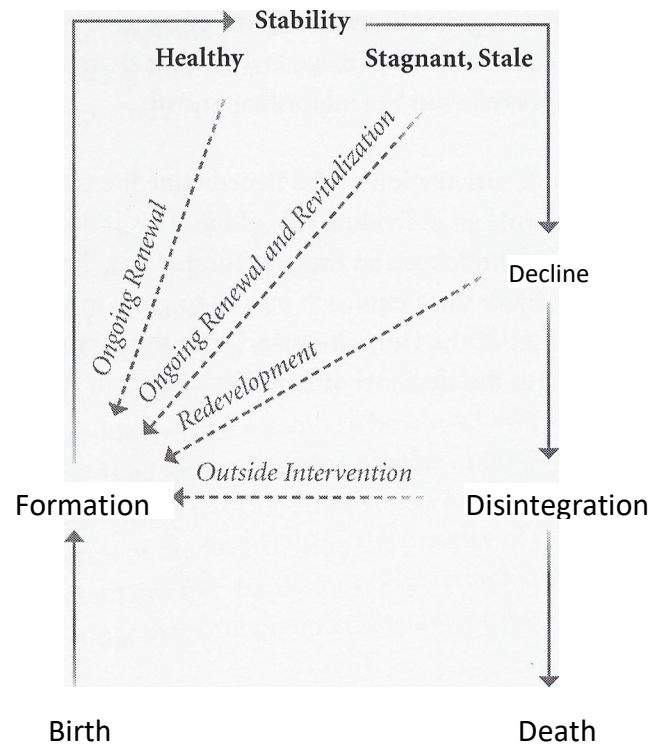 Stability
Healthy
Stagnant, Stale
Decline
Ongoing Renewal
Ongoing Renewal and Revitalization
Redevelopment
Outside Intervention
Formation
Disintegration
Birth
Death